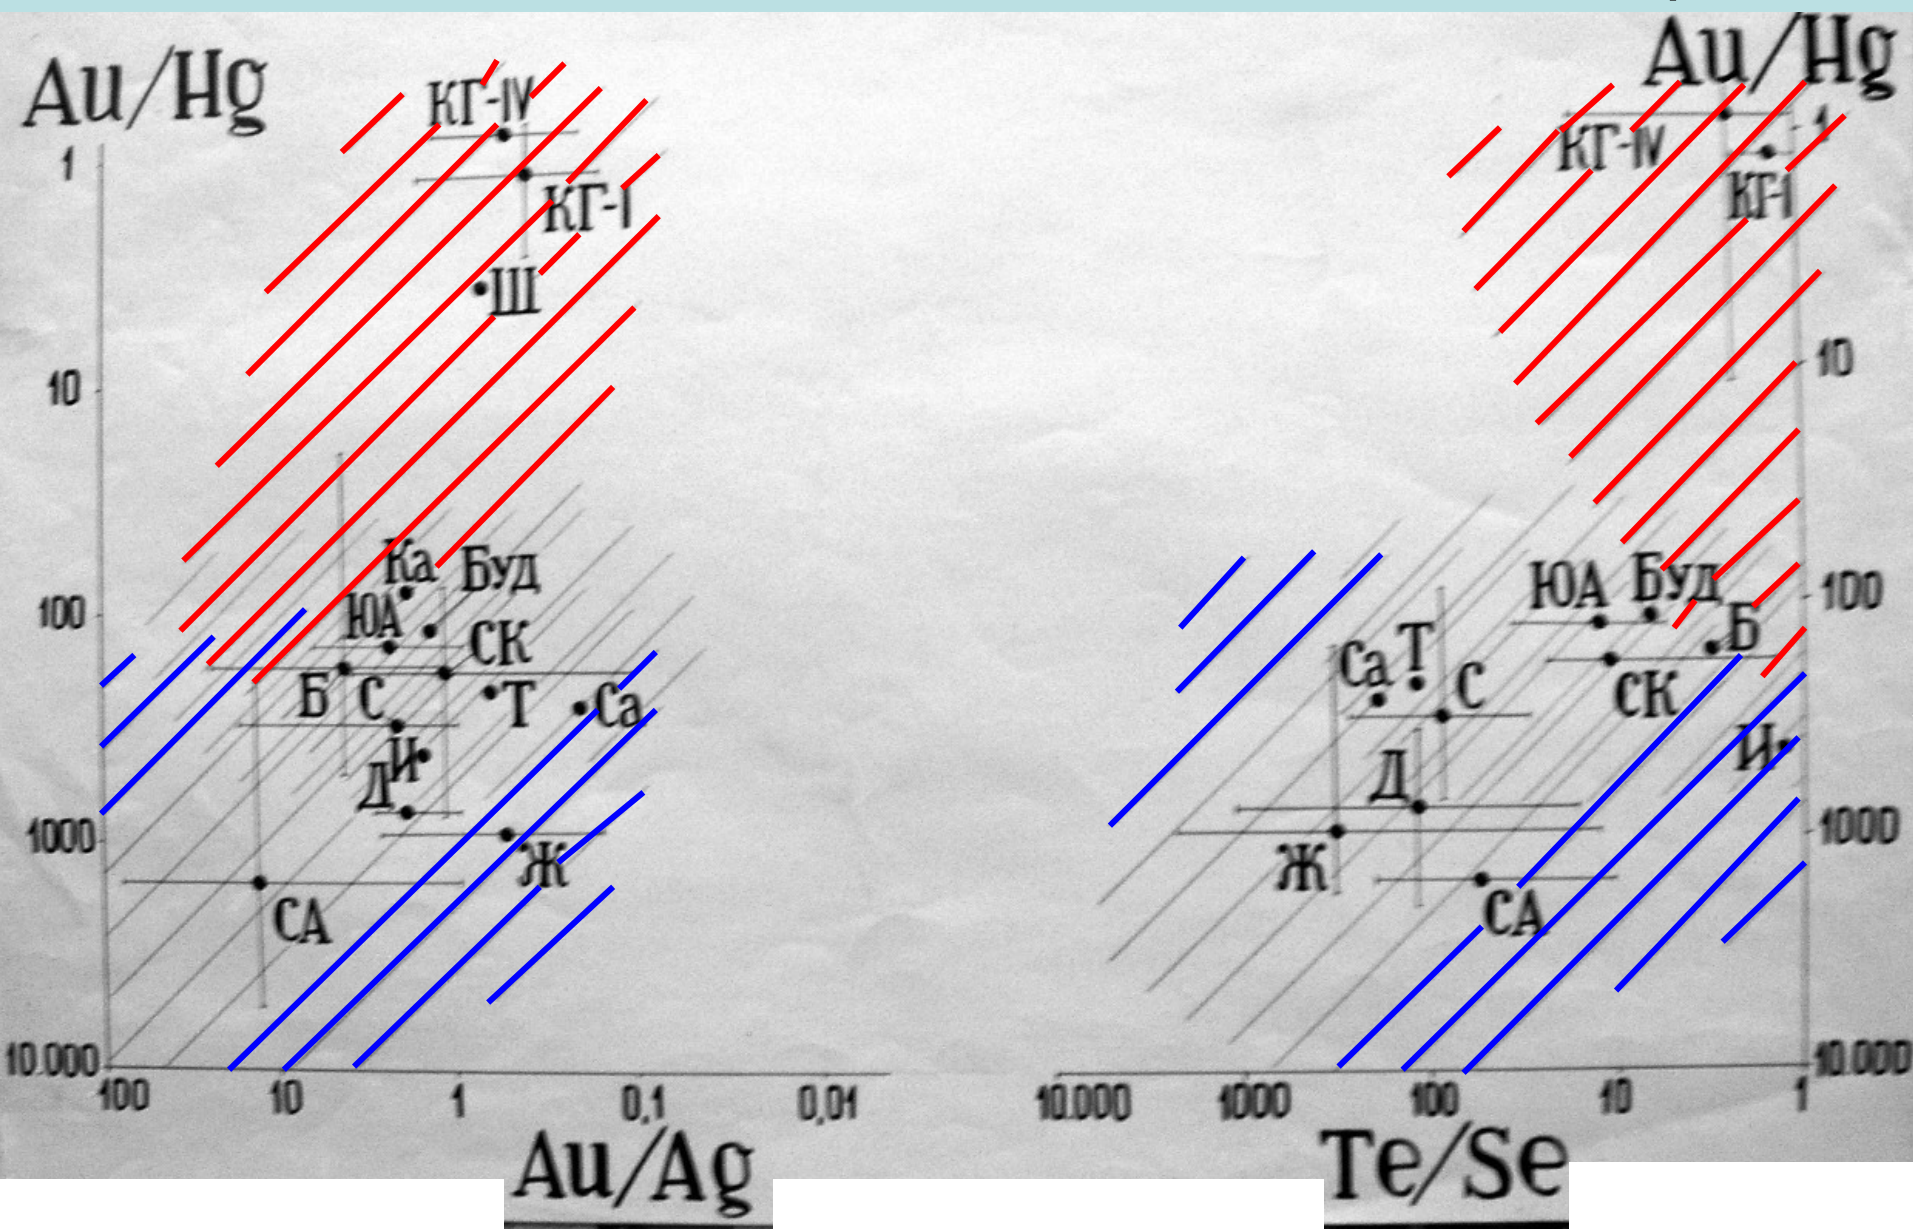 Au/Hg
КГ-IV
1
КГ-I
Ш
10
Ка
Буд
100
ЮА
СК
Б
С
Т
Са
И
Д
1000
Ж
СА
10.000
100
10
1
0,1
0,01
Au/Ag
Au/Hg
1
КГ-IV
КГ-I
10
ЮА
Буд
100
Б
Са
Т
С
СК
И
Д
1000
Ж
СА
10.000
10.000
1000
100
10
1
Te/Se